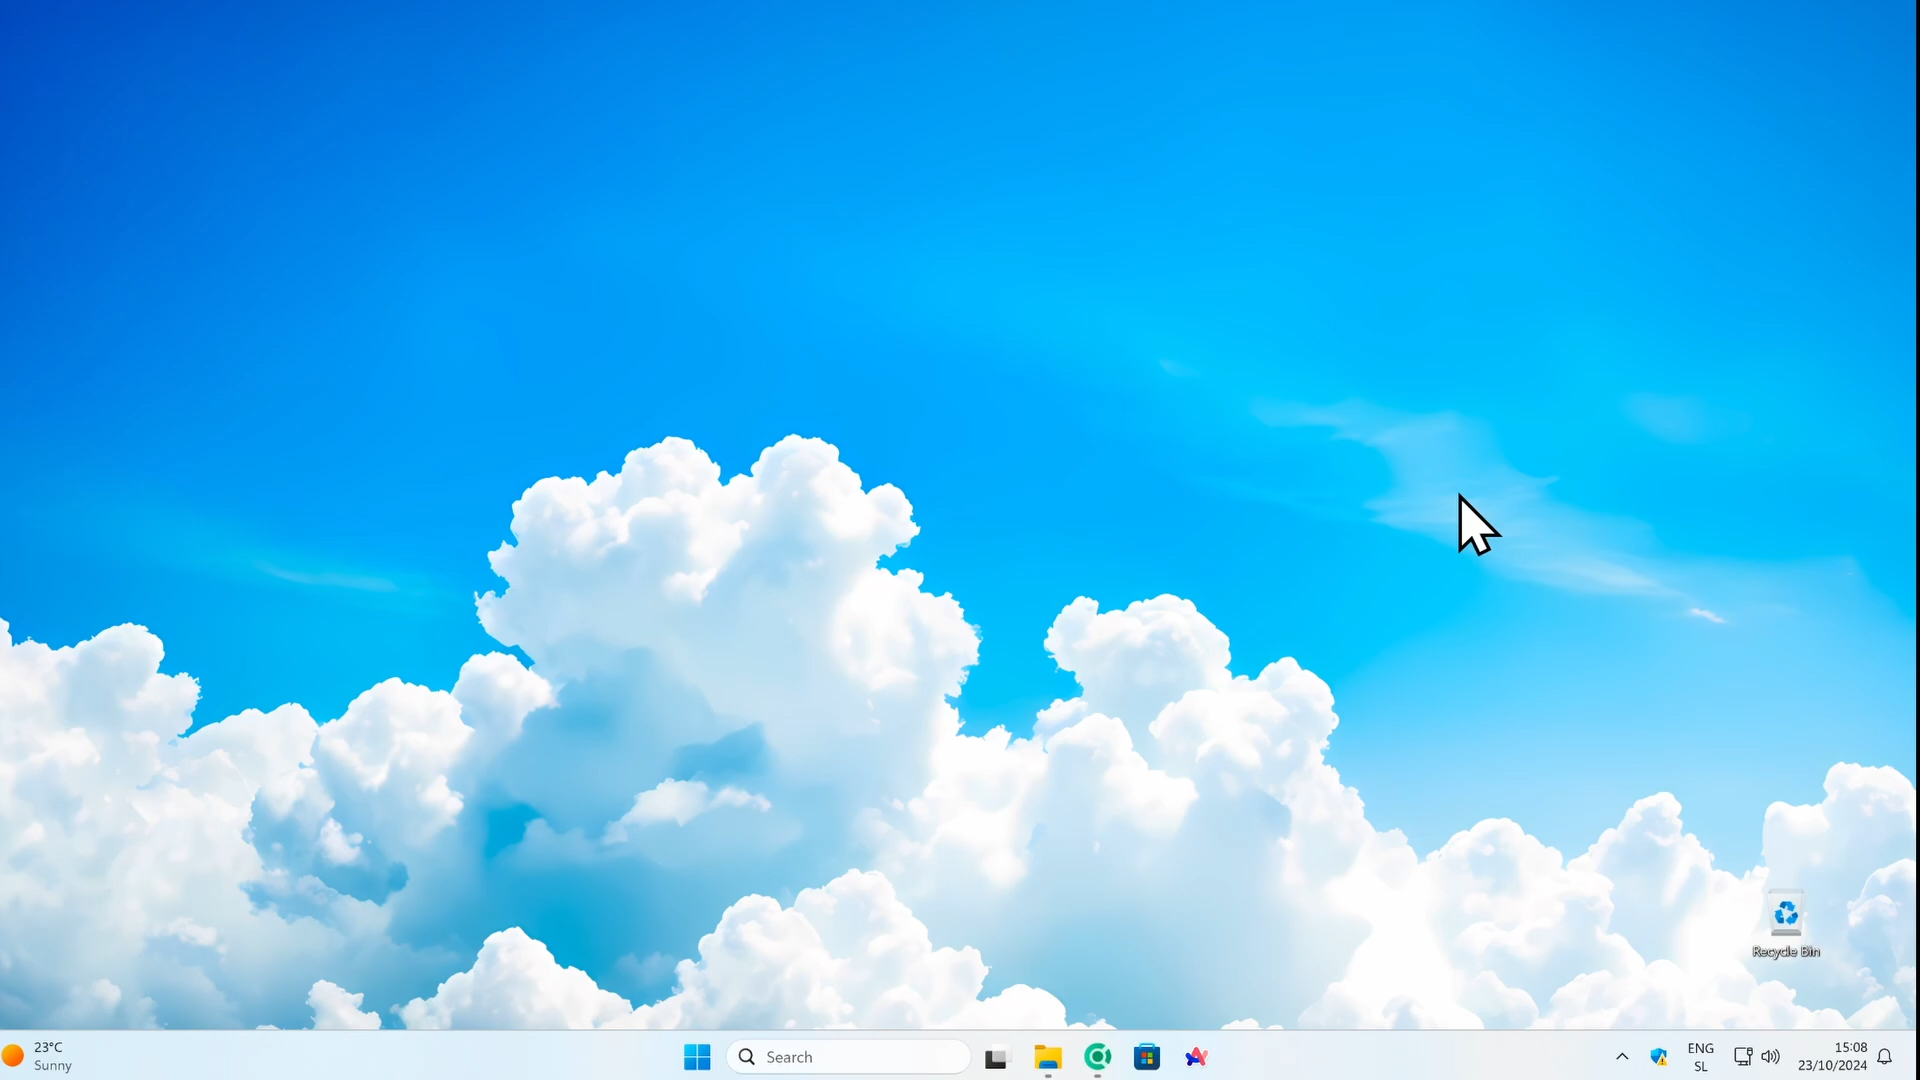 Recycle Bin
23°C
Sunny
Search
ENG
SL
15:08
23/10/2024